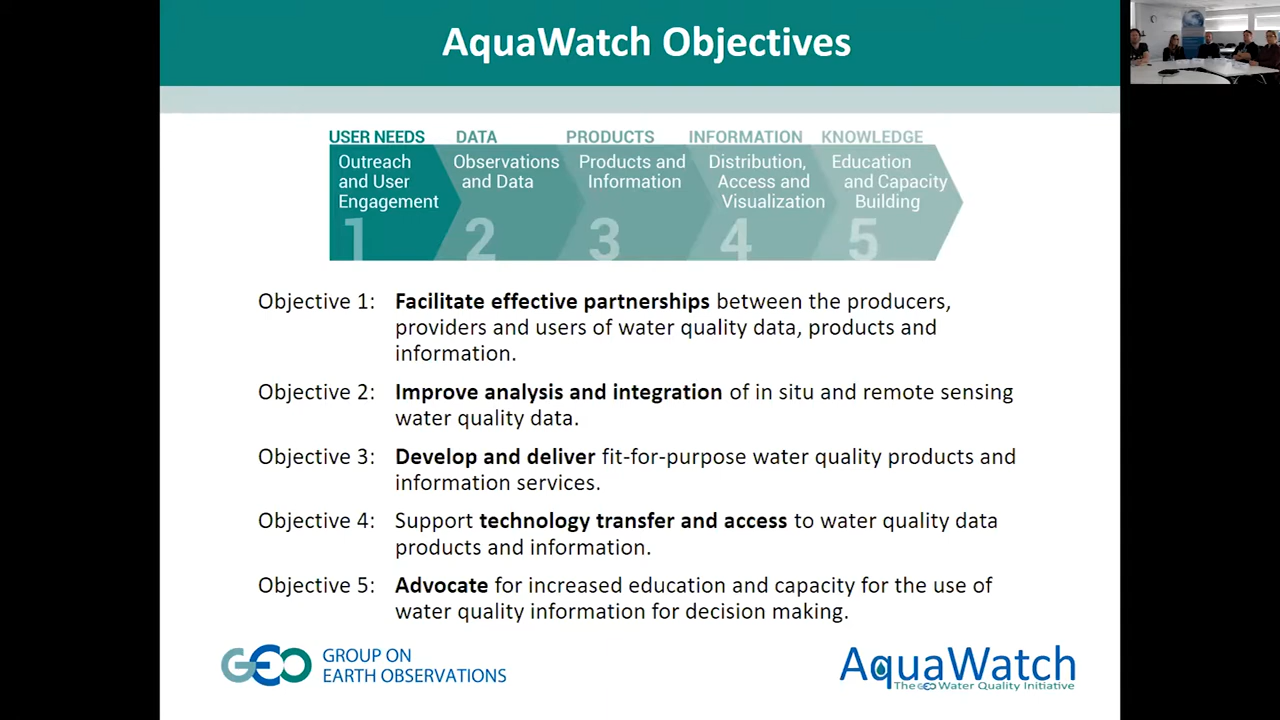 AquaWatch Objectives
USER NEEDS DATA PRODUCTS INFORMATION KNOWLEDGE
Outreach
and User
Engagement
1
Observations
and Data
2
Products and
Information
3
Distribution,
Access and
Visualization
4
Education
and Capacity
Building
5
Objective 1: Facilitate effective partnerships between the producers,
providers and users of water quality data, products and
information.
Objective 2: Improve analysis and integration of in situ and remote sensing
water quality data.
Objective 3: Develop and deliver fit-for-purpose water quality products and
information services.
Objective 4: Support technology transfer and access to water quality data
products and information.
Objective 5: Advocate for increased education and capacity for the use of
water quality information for decision making.
GEO GROUP ON
EARTH OBSERVATIONS
AquaWatch
The GEO Water Quality Initiative